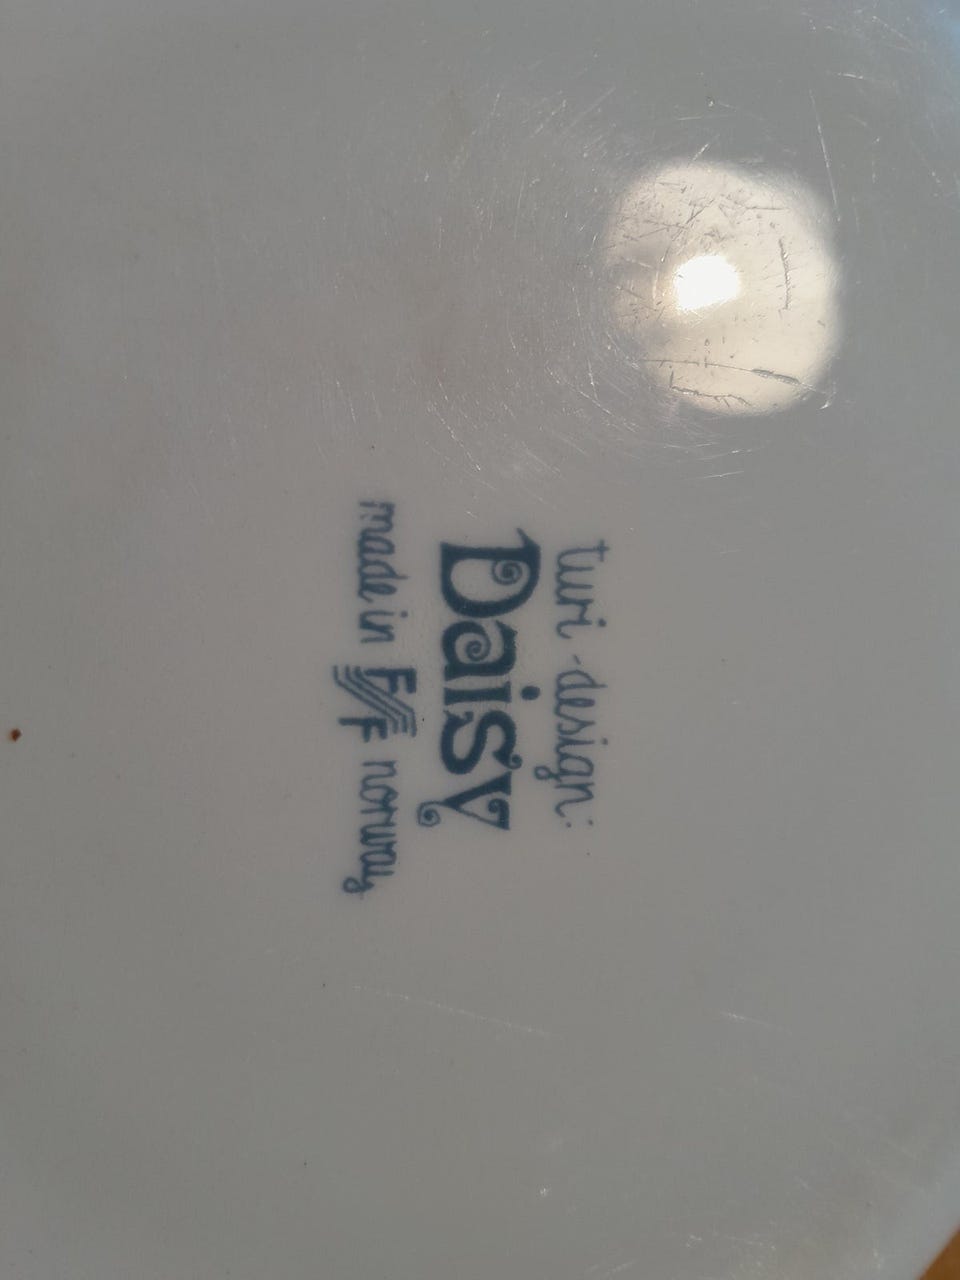 turi-design:
Daisy
made in F/F norway